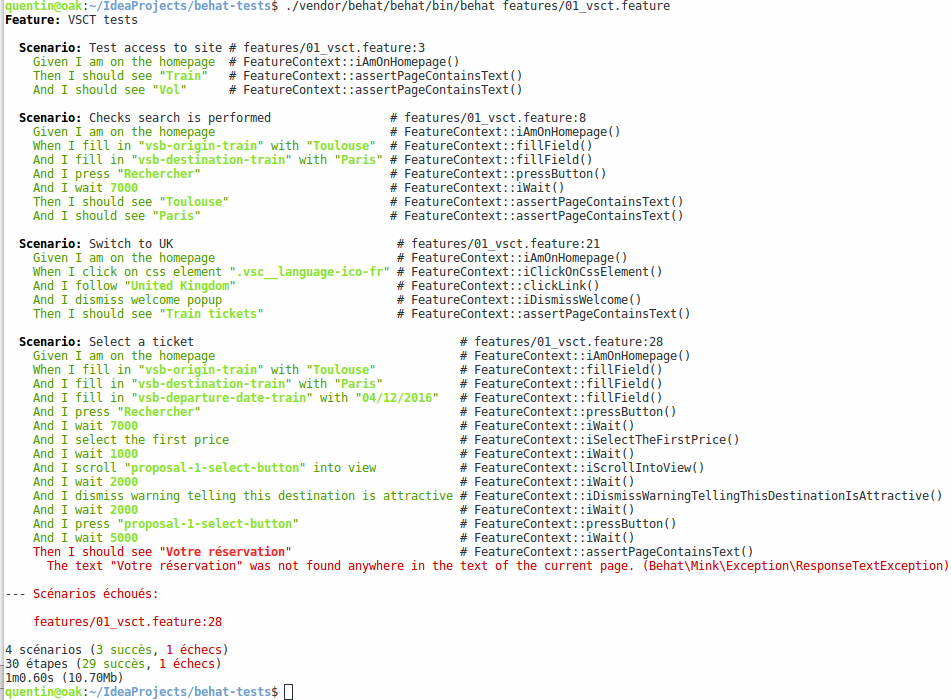 quentin@oak:~/IdeaProjects/behat-tests$ ./vendor/behat/behat/bin/behat features/01_vsct.feature
Feature: VSCT tests
Scenario: Test access to site # features/01_vsct.feature:3
Given I am on the homepage # FeatureContext::iAmOnHomepage()
Then I should see "Train" # FeatureContext::assertPageContainsText()
And I should see "Vol" # FeatureContext::assertPageContainsText()
Scenario: Checks search is performed # features/01_vsct.feature:8
Given I am on the homepage # FeatureContext::iAmOnHomepage()
When I fill in "vsb-origin-train" with "Toulouse" # FeatureContext::fillField()
And I fill in "vsb-destination-train" with "Paris" # FeatureContext::fillField()
And I press "Rechercher" # FeatureContext::pressButton()
And I wait 7000 # FeatureContext::iWait()
Then I should see "Toulouse" # FeatureContext::assertPageContainsText()
And I should see "Paris" # FeatureContext::assertPageContainsText()
Scenario: Switch to UK # features/01_vsct.feature:21
Given I am on the homepage # FeatureContext::iAmOnHomepage()
When I click on css element ".vsc__language-ico-fr" # FeatureContext::iClickOnCssElement()
And I follow "United Kingdom" # FeatureContext::clickLink()
And I dismiss welcome popup # FeatureContext::iDismissWelcome()
Then I should see "Train tickets" # FeatureContext::assertPageContainsText()
Scenario: Select a ticket # features/01_vsct.feature:28
Given I am on the homepage # FeatureContext::iAmOnHomepage()
When I fill in "vsb-origin-train" with "Toulouse" # FeatureContext::fillField()
And I fill in "vsb-destination-train" with "Paris" # FeatureContext::fillField()
And I fill in "vsb-departure-date-train" with "04/12/2016" # FeatureContext::fillField()
And I press "Rechercher" # FeatureContext::pressButton()
And I wait 7000 # FeatureContext::iWait()
And I select the first price # FeatureContext::iSelectTheFirstPrice()
And I wait 1000 # FeatureContext::iWait()
And I scroll "proposal-1-select-button" into view # FeatureContext::iScrollIntoView()
And I wait 2000 # FeatureContext::iWait()
And I dismiss warning telling this destination is attractive # FeatureContext::iDismissWarningTellingThisDestinationIsAttractive()
And I wait 2000 # FeatureContext::iWait()
And I press "proposal-1-select-button" # FeatureContext::pressButton()
And I wait 5000 # FeatureContext::iWait()
Then I should see "Votre réservation" # FeatureContext::assertPageContainsText()
The text "Votre réservation" was not found anywhere in the text of the current page. (Behat\Mink\Exception\ResponseTextException)
--- Scénarios échoués:
features/01_vsct.feature:28
4 scénarios (3 succès, 1 échecs)
30 étapes (29 succès, 1 échecs)
1m0.60s (10.70Mb)
quentin@oak:~/IdeaProjects/behat-tests$